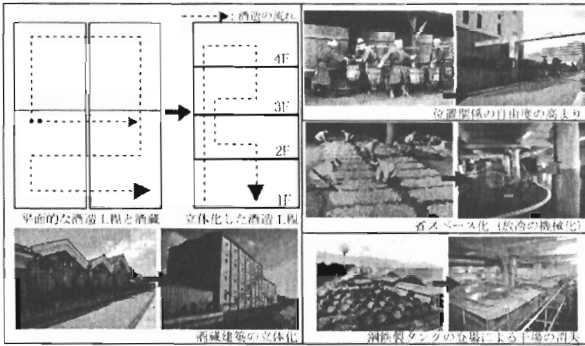 ：酒造の流れ
4F
3F
2F
1F
平面的な酒造工程と酒蔵
立体化した酒造工程
酒蔵建築の立体化
位置関係の自由度の高まり
省スペース化（放冷の機械化）
鋼鉄製タンクの登場による干場の消失